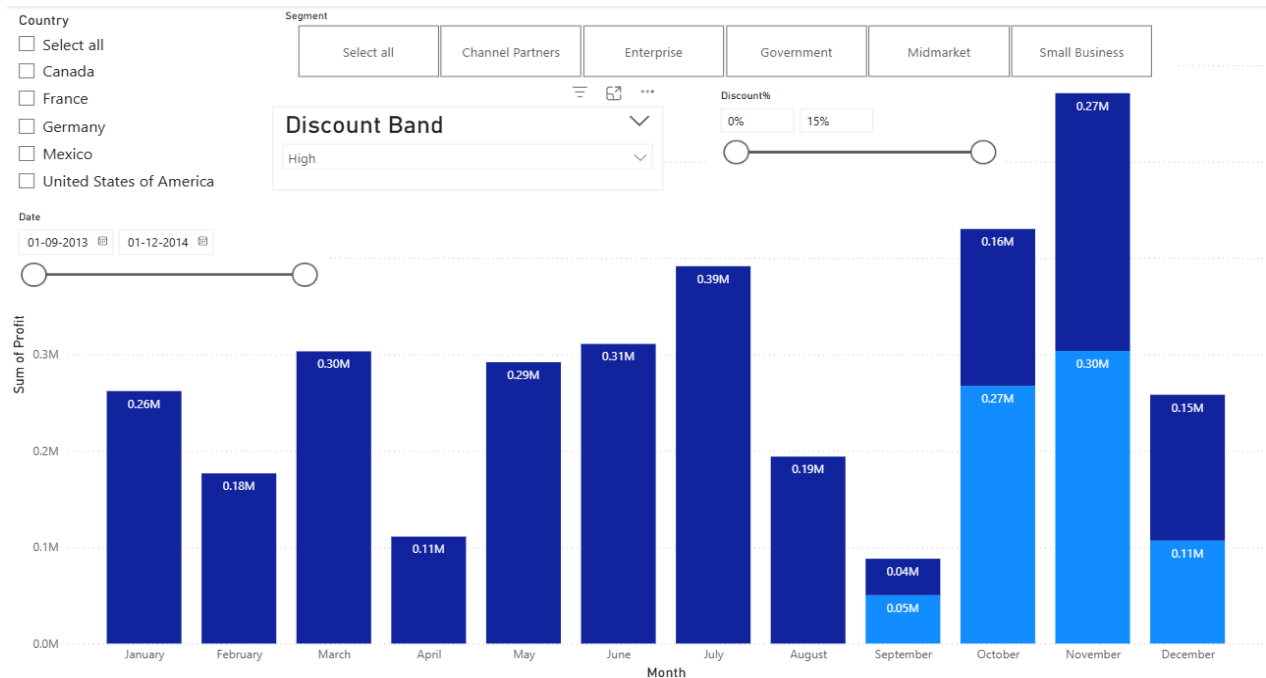 Country
Select all
Canada
France
Germany
Mexico
United States of America
Segment
Select all
Channel Partners
Enterprise
Government
Midmarket
Small Business
Discount Band
High
Discount%
0% 15%
Date
01-09-2013 01-12-2014
Sum of Profit
0.3M
0.2M
0.1M
0.0M
0.26M
0.18M
0.30M
0.11M
0.29M
0.31M
0.39M
0.19M
0.04M
0.05M
0.16M
0.27M
0.27M
0.30M
0.15M
0.11M
January February March April May June July August September October November December
Month